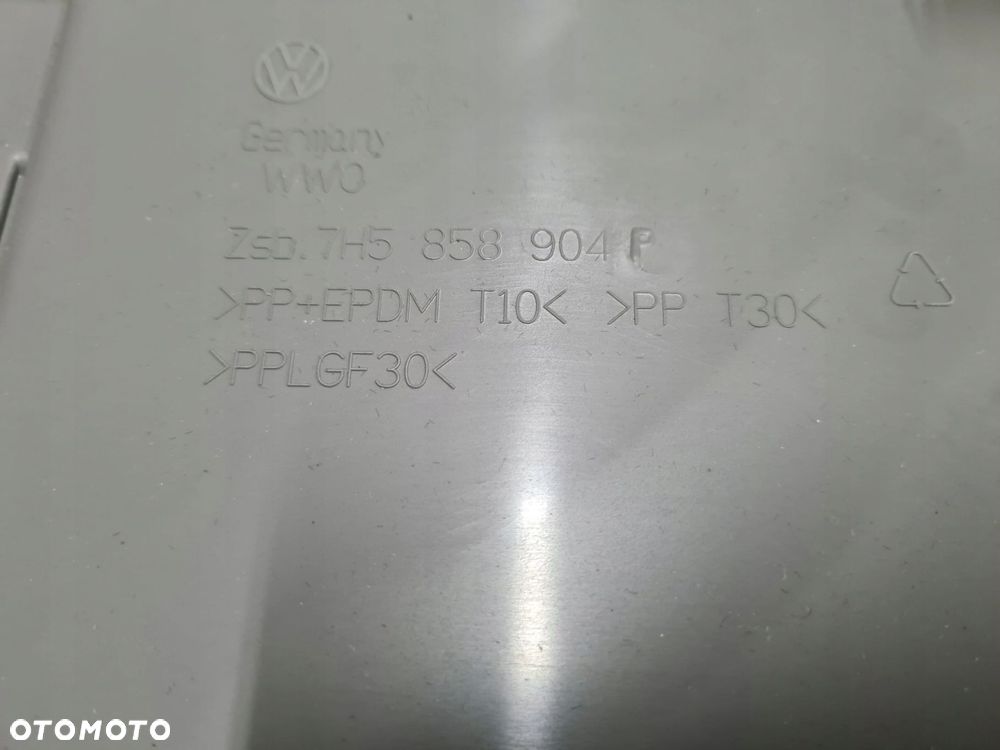 Germany
WWO
Zsb. 7H5 858 904 P
>PP+EPDM T10< >PP T30<
>PPLGF30<
OTOMOTO